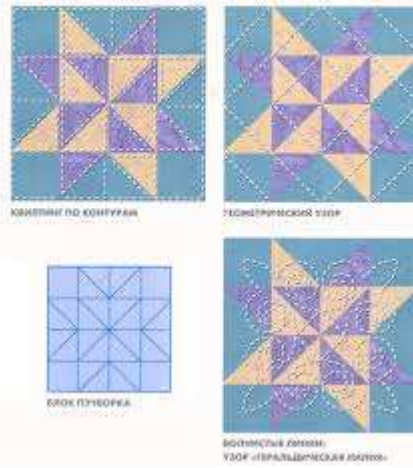 КВИЛТИНГ ПО КОНТУРАМ
ГЕОМЕТРИЧЕСКИЙ УЗОР
БЛОК ПЭЧВОРКА
ВОЛНИСТЫЕ ЛИНИИ:
УЗОР «ГЕРАЛЬДИЧЕСКАЯ ЛИЛИЯ»